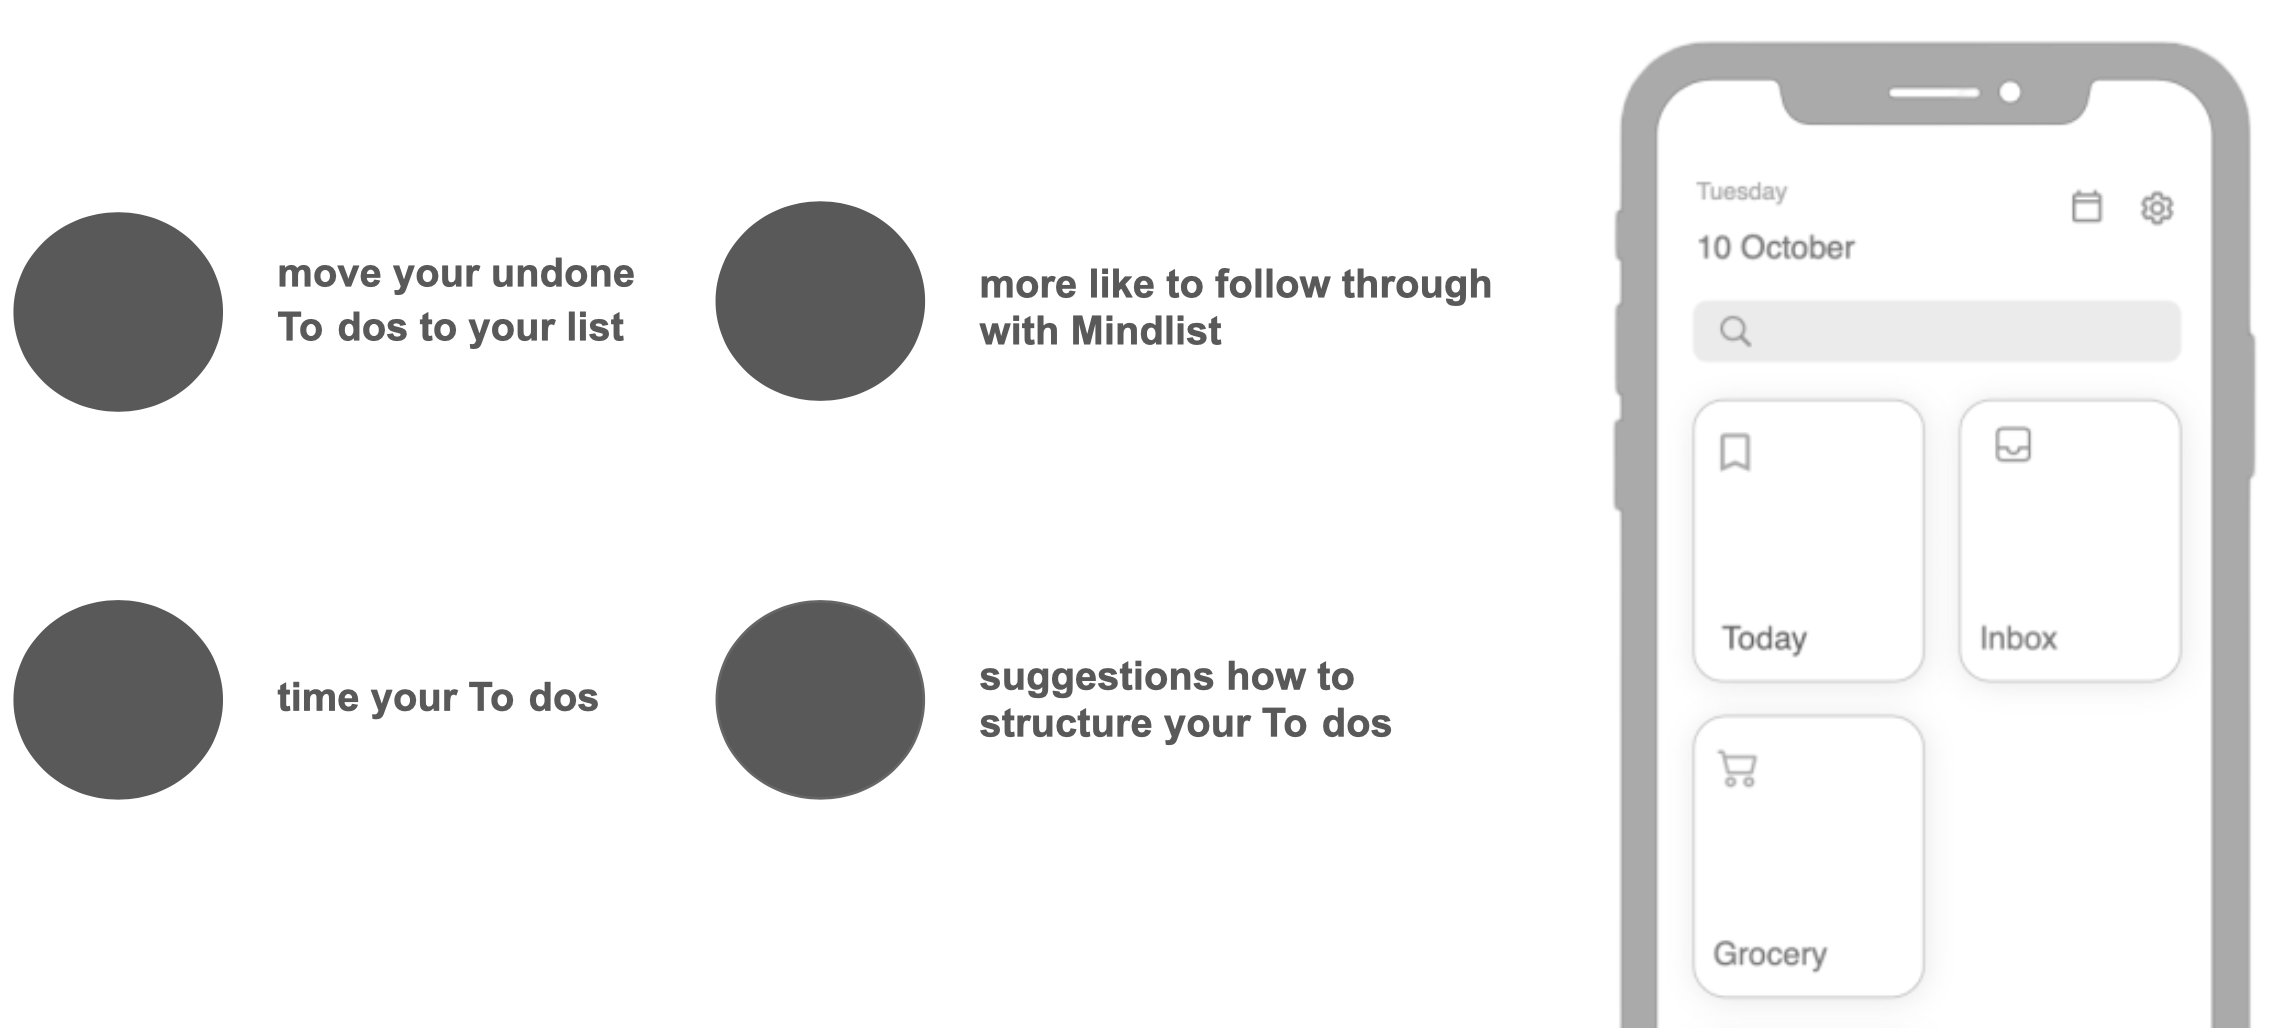 move your undone
To dos to your list
more like to follow through
with Mindlist
time your To dos
suggestions how to
structure your To dos
Tuesday
10 October
Today
Inbox
Grocery